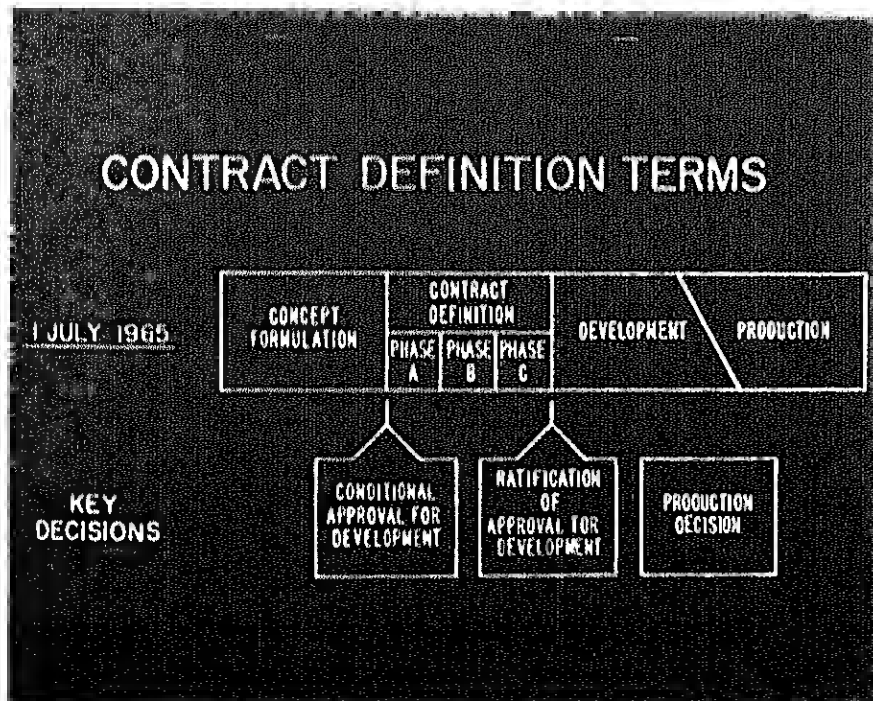 CONTRACT DEFINITION TERMS
1 JULY 1965
CONCEPT
FORMULATION
CONTRACT
DEFINITION
PHASE
A
PHASE
B
PHASE
C
DEVELOPMENT
PRODUCTION
KEY
DECISIONS
CONDITIONAL
APPROVAL FOR
DEVELOPMENT
RATIFICATION
OF
APPROVAL FOR
DEVELOPMENT
PRODUCTION
DECISION